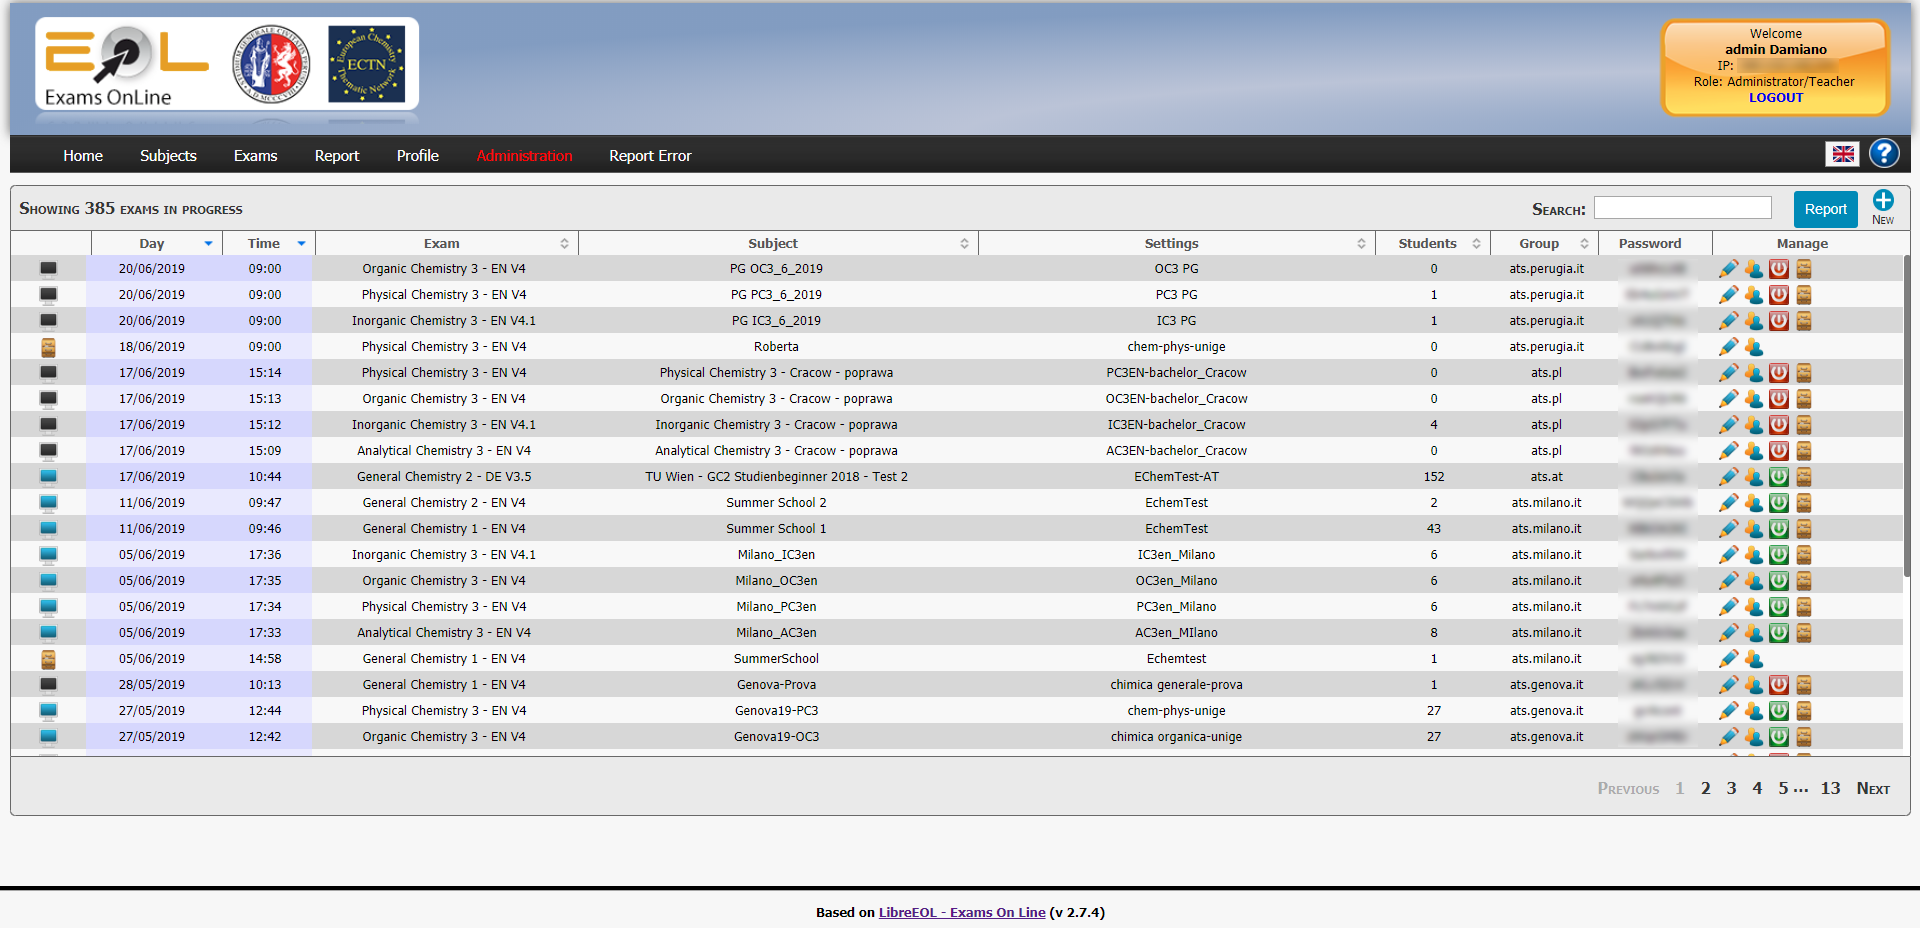 EOL
Exams OnLine
European Chemistry Thematic Network
ECTN
Welcome
admin Damiano
IP:
Role: Administrator/Teacher
LOGOUT
Home Subjects Exams Report Profile Administration Report Error
Showing 385 exams in progress
Search: Report New
Day Time Exam Subject Settings Students Group Password Manage
20/06/2019 09:00 Organic Chemistry 3 - EN V4 PG OC3_6_2019 OC3 PG 0 ats.perugia.it
20/06/2019 09:00 Physical Chemistry 3 - EN V4 PG PC3_6_2019 PC3 PG 1 ats.perugia.it
20/06/2019 09:00 Inorganic Chemistry 3 - EN V4.1 PG IC3_6_2019 IC3 PG 1 ats.perugia.it
18/06/2019 09:00 Physical Chemistry 3 - EN V4 Roberta chem-phys-unige 0 ats.perugia.it
17/06/2019 15:14 Physical Chemistry 3 - EN V4 Physical Chemistry 3 - Cracow - poprawa PC3EN-bachelor_Cracow 0 ats.pl
17/06/2019 15:13 Organic Chemistry 3 - EN V4 Organic Chemistry 3 - Cracow - poprawa OC3EN-bachelor_Cracow 0 ats.pl
17/06/2019 15:12 Inorganic Chemistry 3 - EN V4.1 Inorganic Chemistry 3 - Cracow - poprawa IC3EN-bachelor_Cracow 4 ats.pl
17/06/2019 15:09 Analytical Chemistry 3 - EN V4 Analytical Chemistry 3 - Cracow - poprawa AC3EN-bachelor_Cracow 0 ats.pl
17/06/2019 10:44 General Chemistry 2 - DE V3.5 TU Wien - GC2 Studienbeginner 2018 - Test 2 EChemTest-AT 152 ats.at
11/06/2019 09:47 General Chemistry 2 - EN V4 Summer School 2 EchemTest 2 ats.milano.it
11/06/2019 09:46 General Chemistry 1 - EN V4 Summer School 1 EchemTest 43 ats.milano.it
05/06/2019 17:36 Inorganic Chemistry 3 - EN V4.1 Milano_IC3en IC3en_Milano 6 ats.milano.it
05/06/2019 17:35 Organic Chemistry 3 - EN V4 Milano_OC3en OC3en_Milano 6 ats.milano.it
05/06/2019 17:34 Physical Chemistry 3 - EN V4 Milano_PC3en PC3en_Milano 6 ats.milano.it
05/06/2019 17:33 Analytical Chemistry 3 - EN V4 Milano_AC3en AC3en_MIlano 8 ats.milano.it
05/06/2019 14:58 General Chemistry 1 - EN V4 SummerSchool Echemtest 1 ats.milano.it
28/05/2019 10:13 General Chemistry 1 - EN V4 Genova-Prova chimica generale-prova 1 ats.genova.it
27/05/2019 12:44 Physical Chemistry 3 - EN V4 Genova19-PC3 chem-phys-unige 27 ats.genova.it
27/05/2019 12:42 Organic Chemistry 3 - EN V4 Genova19-OC3 chimica organica-unige 27 ats.genova.it
Previous 1 2 3 4 5 ... 13 Next
Based on LibreEOL - Exams On Line (v 2.7.4)